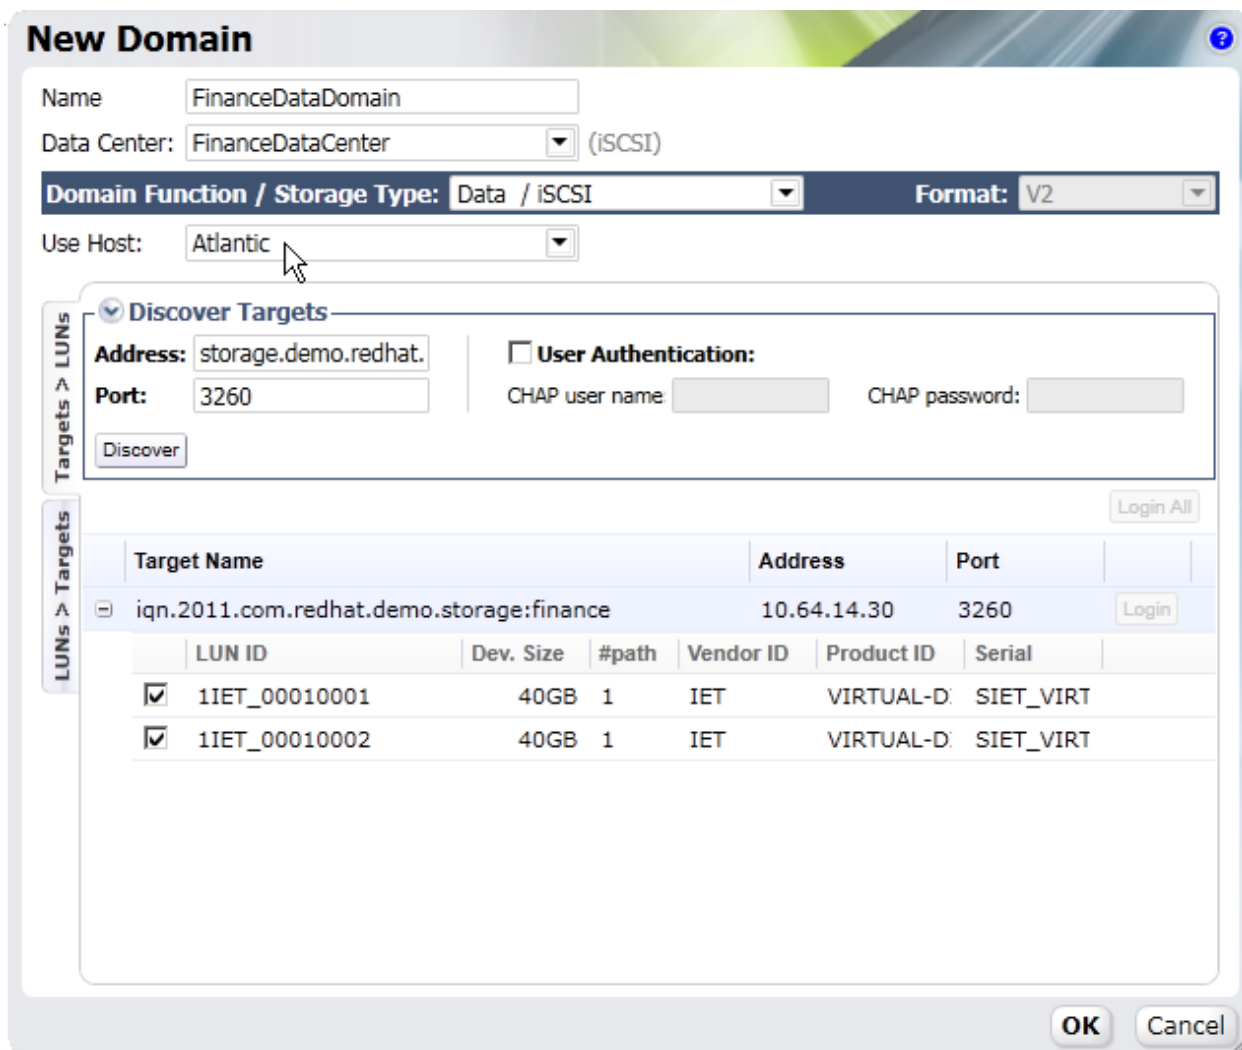 New Domain
?
Name FinanceDataDomain
Data Center: FinanceDataCenter (iSCSI)
Domain Function / Storage Type: Data / iSCSI Format: V2
Use Host: Atlantic
Targets > LUNs
LUNs > Targets
Discover Targets
Address: storage.demo.redhat. User Authentication:
Port: 3260 CHAP user name: CHAP password:
Discover
Login All
Target Name Address Port
iqn.2011.com.redhat.demo.storage:finance 10.64.14.30 3260 Login
LUN ID Dev. Size #path Vendor ID Product ID Serial
1IET_00010001 40GB 1 IET VIRTUAL-D SIET_VIRT
1IET_00010002 40GB 1 IET VIRTUAL-D SIET_VIRT
OK Cancel